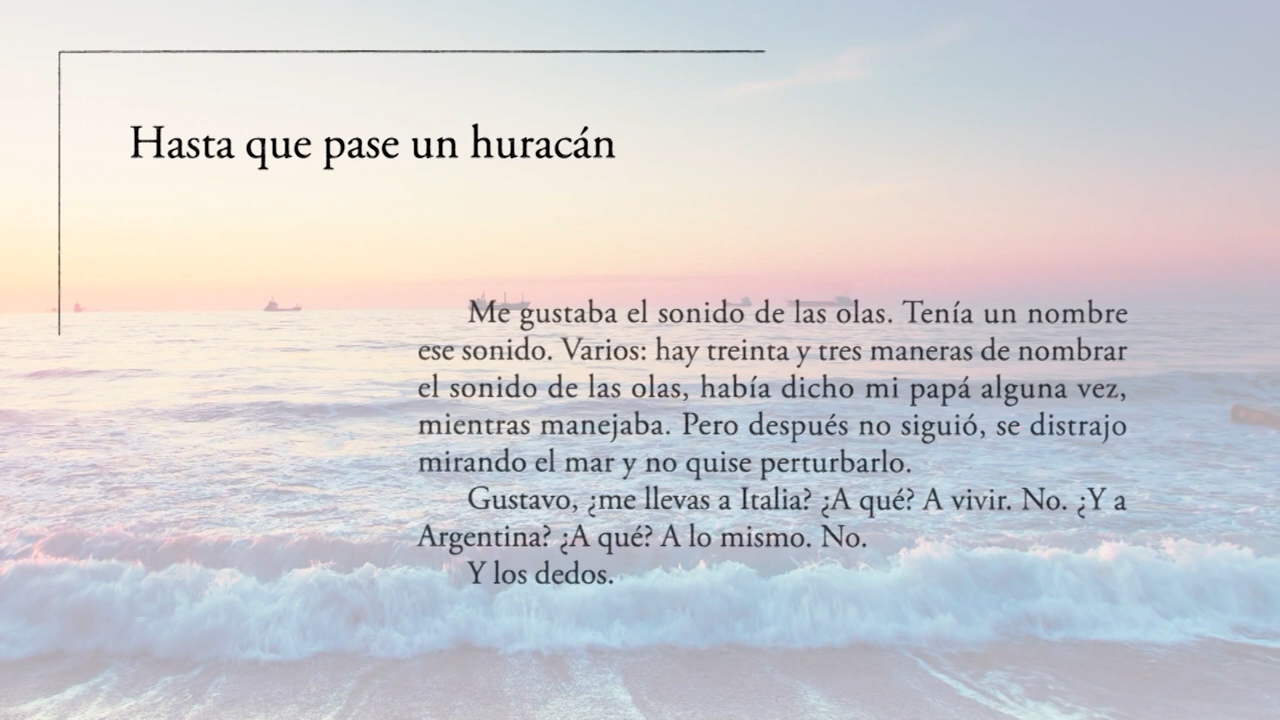 Hasta que pase un huracán
Me gustaba el sonido de las olas. Tenía un nombre
ese sonido. Varios: hay treinta y tres maneras de nombrar
el sonido de las olas, había dicho mi papá alguna vez,
mientras manejaba. Pero después no siguió, se distrajo
mirando el mar y no quise perturbarlo.
Gustavo, ¿me llevas a Italia? ¿A qué? A vivir. No. ¿Y a
Argentina? ¿A qué? A lo mismo. No.
Y los dedos.